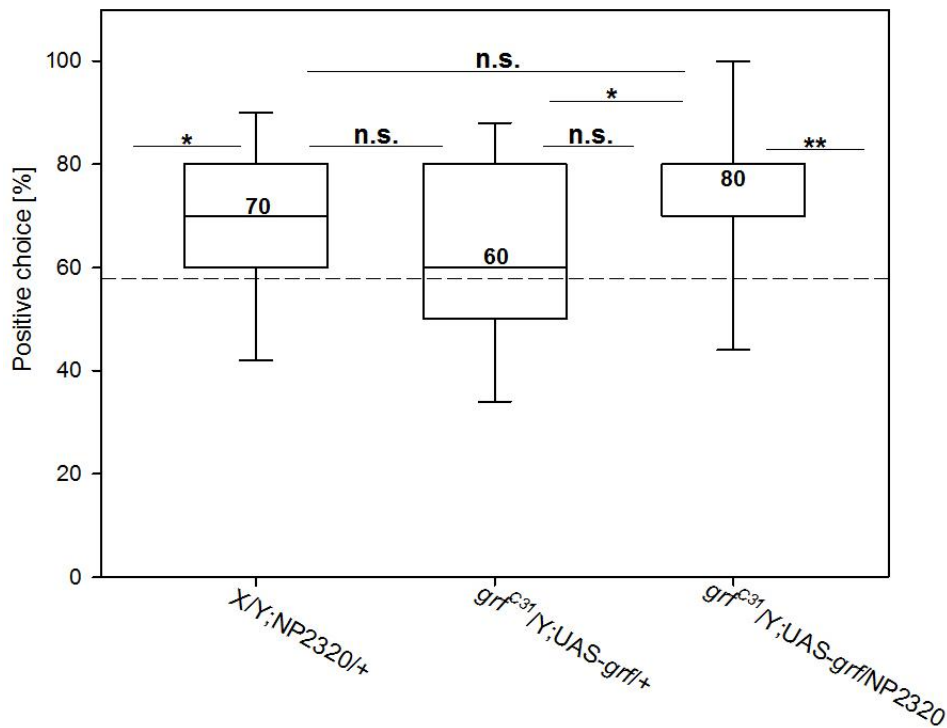 n.s.
*
* n.s. n.s. **
70
60
80
Positive choice [%]
100
80
60
40
20
0
X/Y;NP2320/+
grf^C31/Y;UAS-grf/+
grf^C31/Y;UAS-grf/NP2320